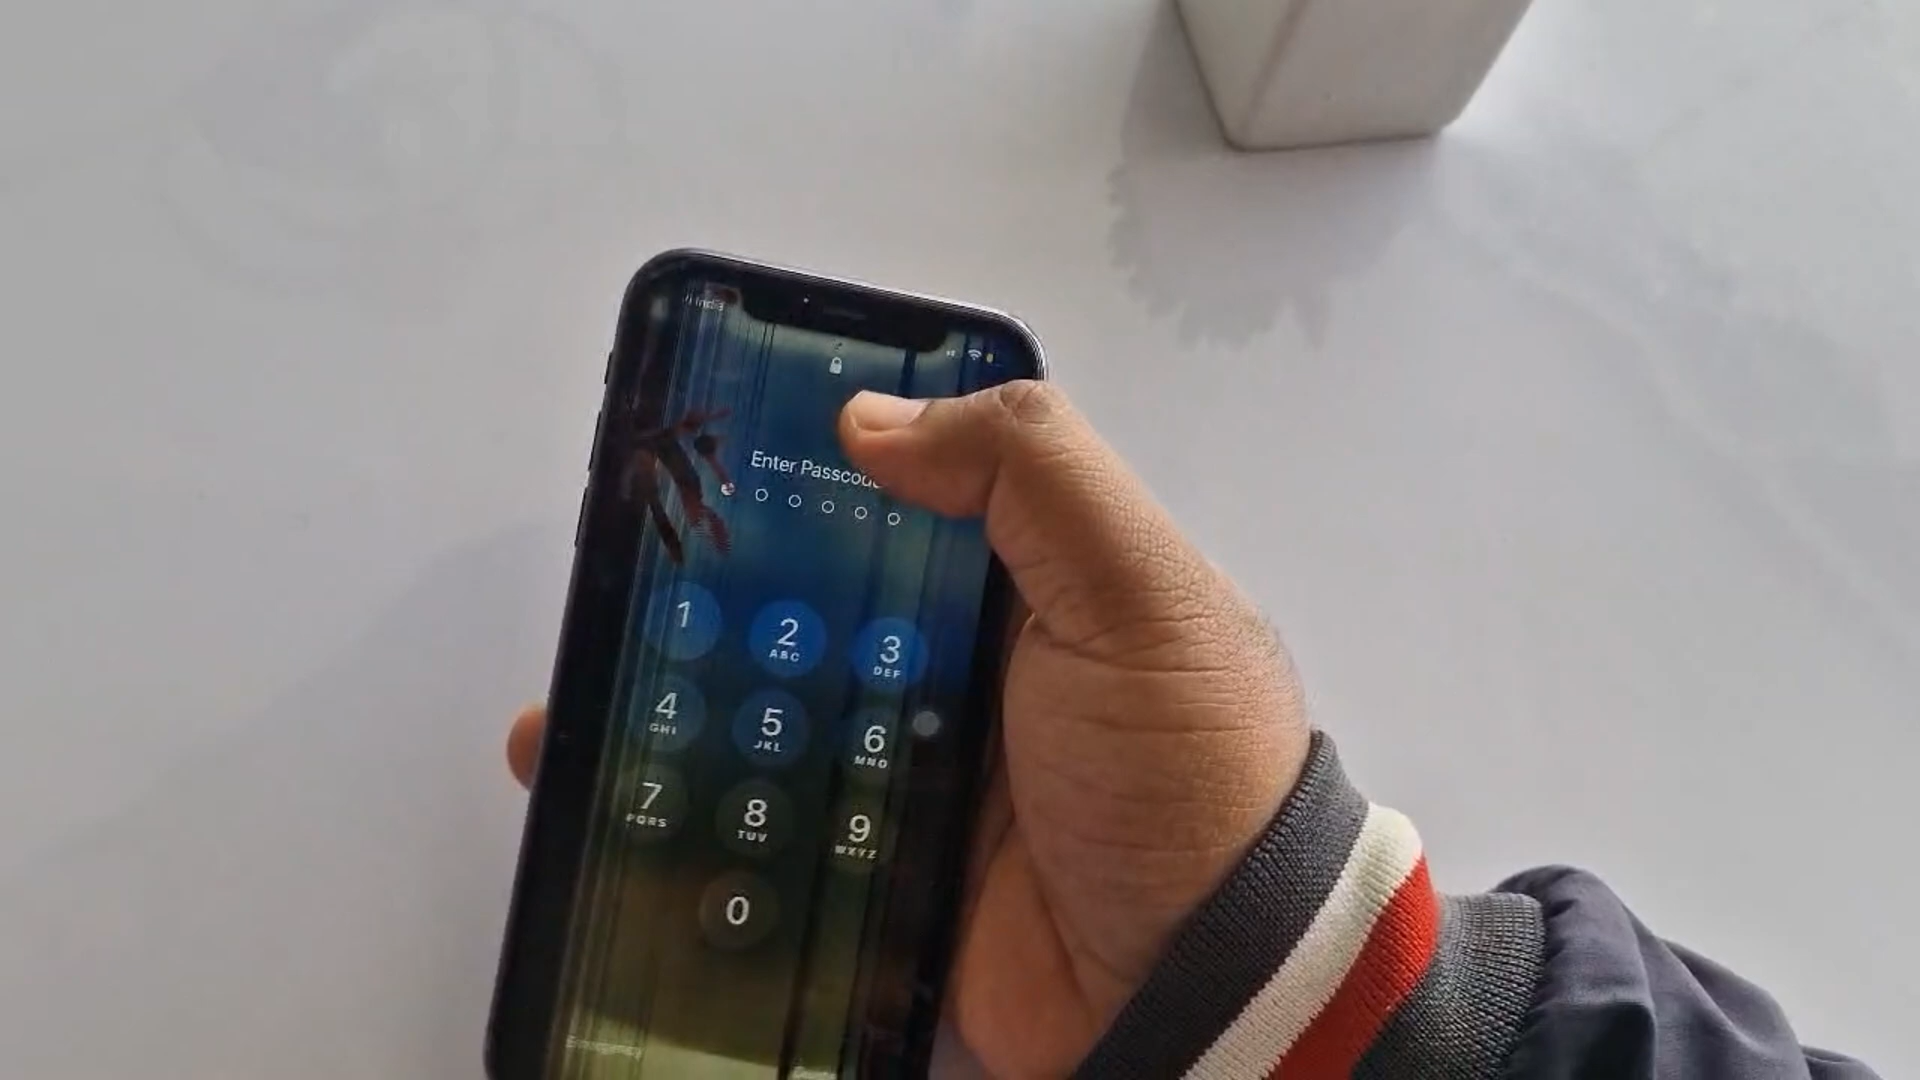 Enter Passcode
1
2
ABC
3
DEF
4
GHI
5
JKL
6
MNO
7
PQRS
8
TUV
9
WXYZ
0
Emergency